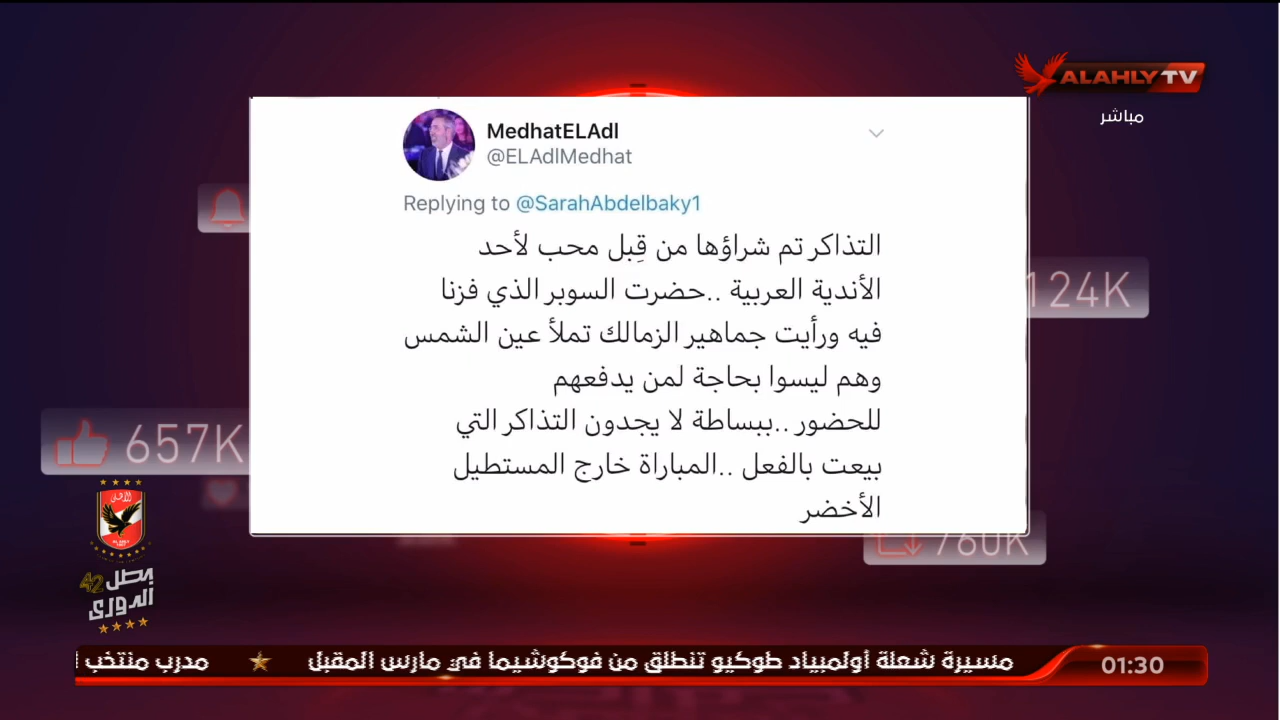 ALAHLY TV
مباشر
MedhatELAdl
@ELAdlMedhat
Replying to @SarahAbdelbaky1
التذاكر تم شراؤها من قِبل محب لأحد
الأندية العربية ..حضرت السوبر الذي فزنا
فيه ورأيت جماهير الزمالك تملأ عين الشمس
وهم ليسوا بحاجة لمن يدفعهم
للحضور ..ببساطة لا يجدون التذاكر التي
بيعت بالفعل ..المباراة خارج المستطيل
الأخضر
124K
657K
760K
الأهلي
بطل
الدورى 42
01:30
مسيرة شعلة أولمبياد طوكيو تنطلق من فوكوشيما في مارس المقبل
مدرب منتخب